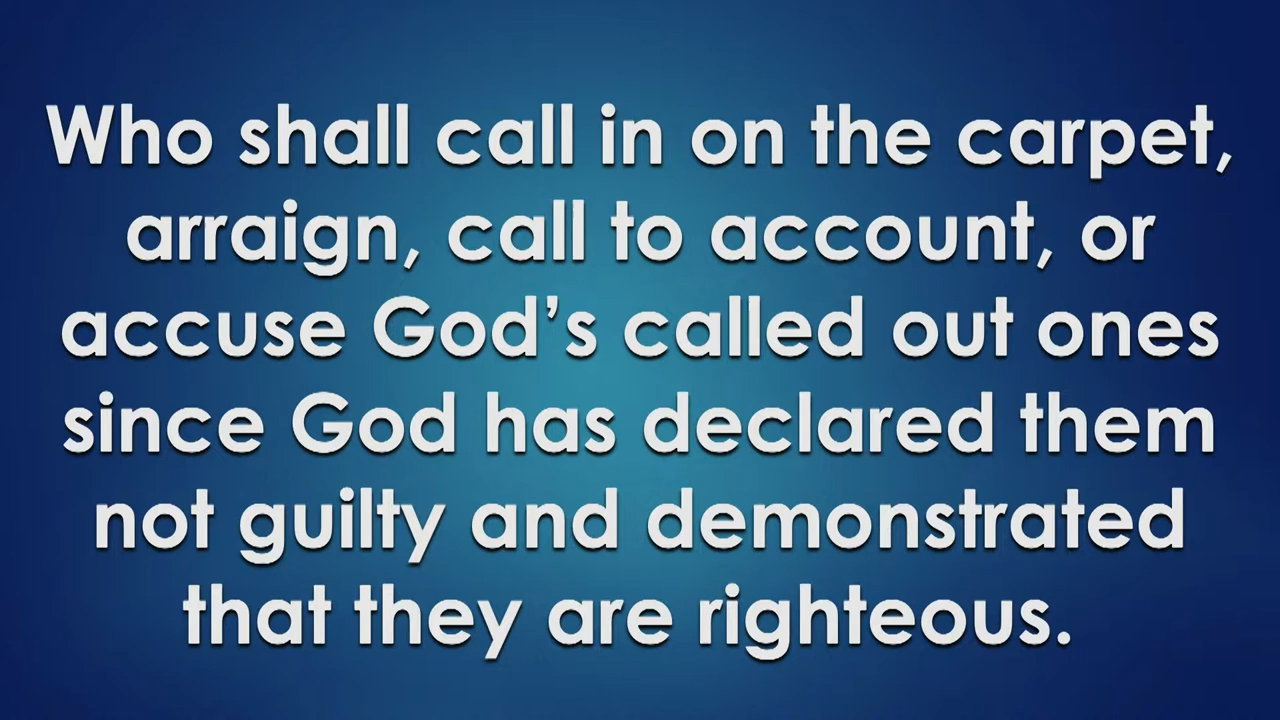 Who shall call in on the carpet,
arraign, call to account, or
accuse God’s called out ones
since God has declared them
not guilty and demonstrated
that they are righteous.